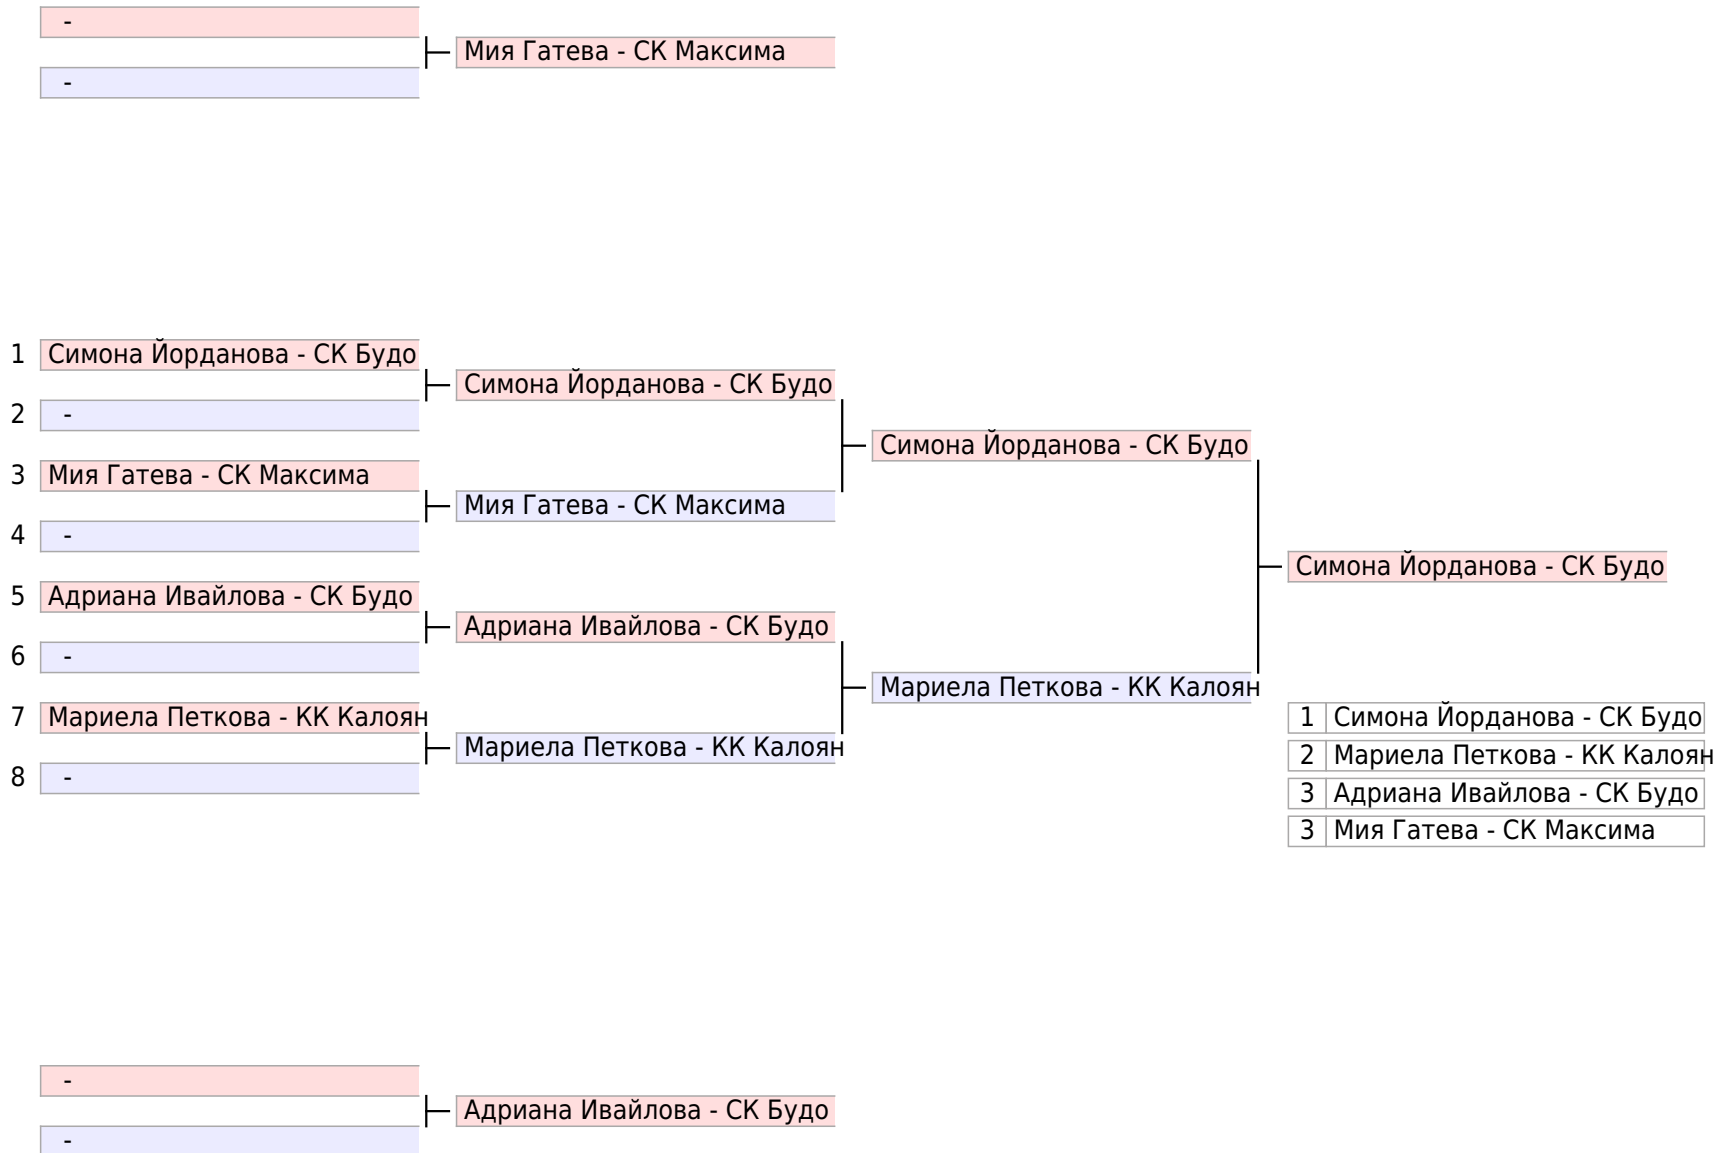 -
Мия Гатева - СК Максима
-
1 Симона Йорданова - СК Будо
Симона Йорданова - СК Будо
2 -
Симона Йорданова - СК Будо
3 Мия Гатева - СК Максима
Мия Гатева - СК Максима
4 -
Симона Йорданова - СК Будо
5 Адриана Ивайлова - СК Будо
Адриана Ивайлова - СК Будо
6 -
Мариела Петкова - КК Калоян
7 Мариела Петкова - КК Калоян
Мариела Петкова - КК Калоян
8 -
1 Симона Йорданова - СК Будо
2 Мариела Петкова - КК Калоян
3 Адриана Ивайлова - СК Будо
3 Мия Гатева - СК Максима
-
Адриана Ивайлова - СК Будо
-